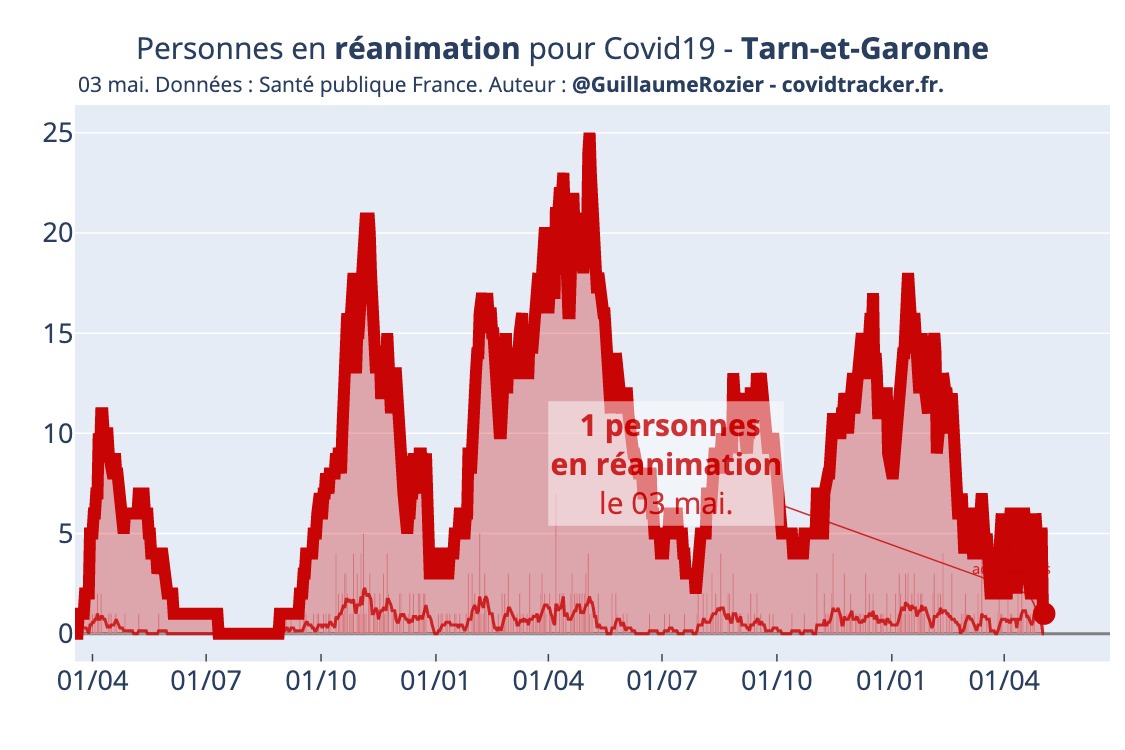 Personnes en réanimation pour Covid19 - Tarn-et-Garonne
03 mai. Données : Santé publique France. Auteur : @GuillaumeRozier - covidtracker.fr.
25
20
15
10
5
0
1 personnes
en réanimation
le 03 mai.
01/04 01/07 01/10 01/01 01/04 01/07 01/10 01/01 01/04